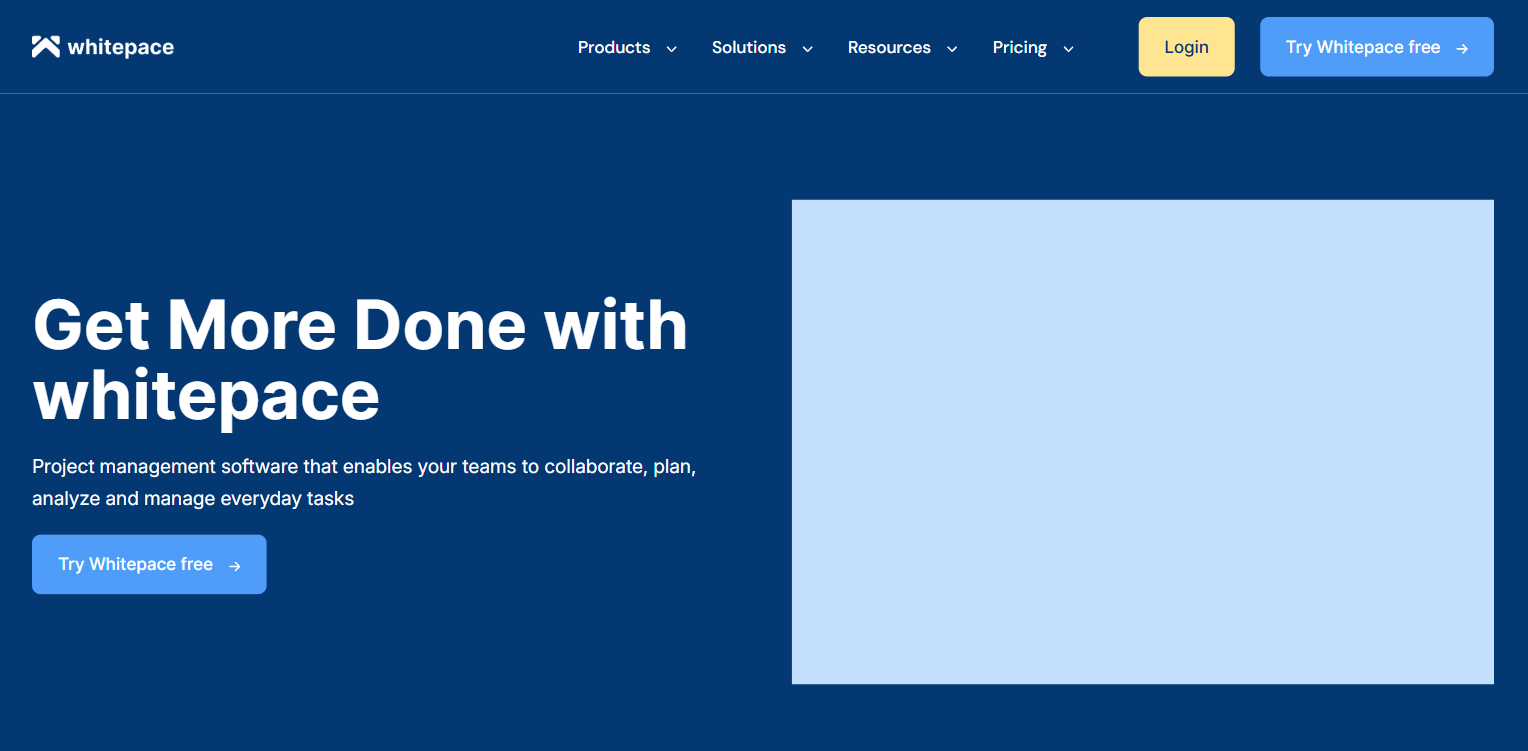 whitepace
Products
Solutions
Resources
Pricing
Login
Try Whitepace free
Get More Done with
whitepace
Project management software that enables your teams to collaborate, plan,
analyze and manage everyday tasks
Try Whitepace free